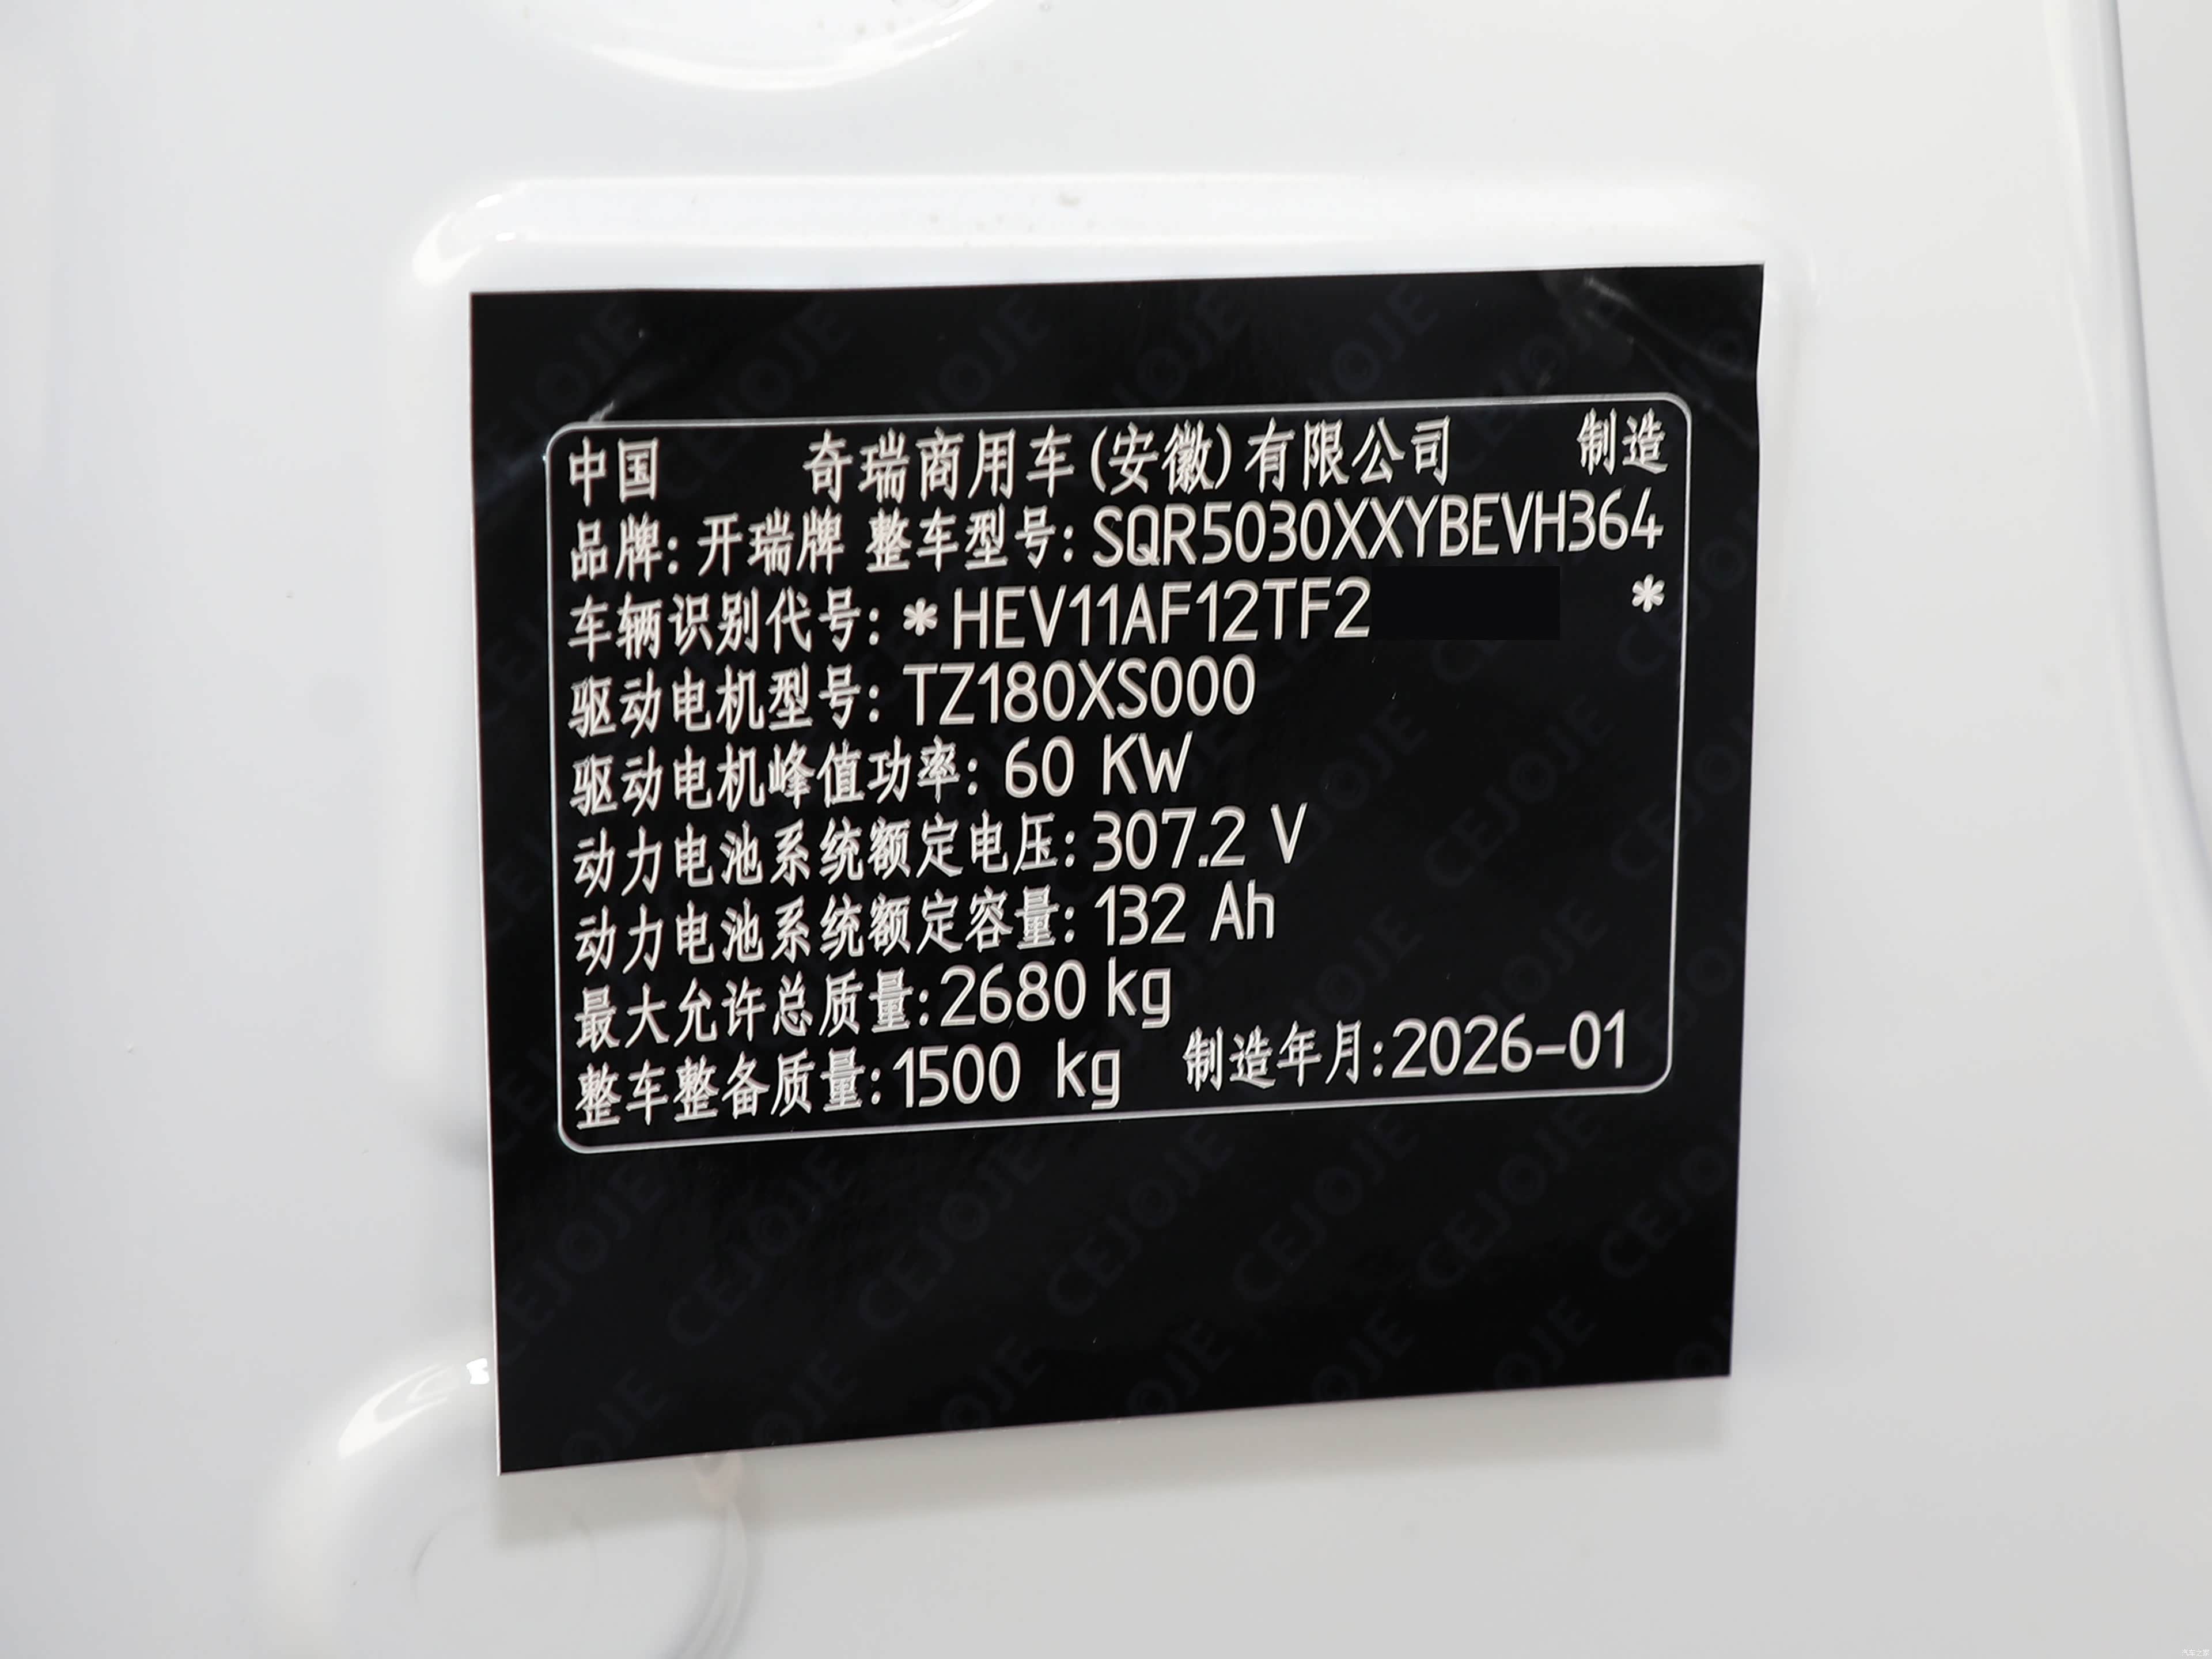 中国 奇瑞商用车(安徽)有限公司 制造
品牌: 开瑞牌 整车型号: SQR5030XXYBEVH364
车辆识别代号: *HEV11AF12TF2 *
驱动电机型号: TZ180XS000
驱动电机峰值功率: 60 KW
动力电池系统额定电压: 307.2 V
动力电池系统额定容量: 132 Ah
最大允许总质量:2680 kg
整车整备质量:1500 kg 制造年月:2026-01
CEJOJE
汽车之家